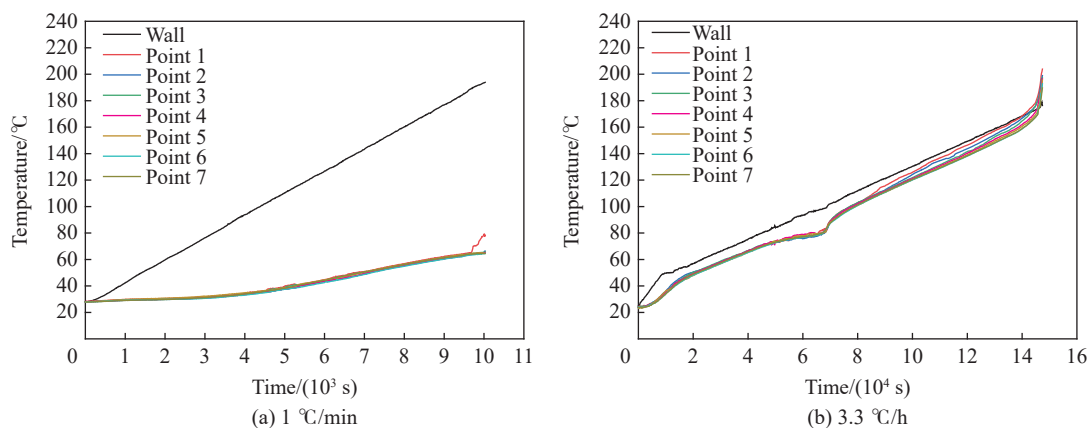 240
220
200
180
160
140
120
100
80
60
40
20
Temperature/℃
Wall
Point 1
Point 2
Point 3
Point 4
Point 5
Point 6
Point 7
0 1 2 3 4 5 6 7 8 9 10 11
Time/(10³ s)
(a) 1 ℃/min
240
220
200
180
160
140
120
100
80
60
40
20
Temperature/℃
Wall
Point 1
Point 2
Point 3
Point 4
Point 5
Point 6
Point 7
0 2 4 6 8 10 12 14 16
Time/(10⁴ s)
(b) 3.3 ℃/h